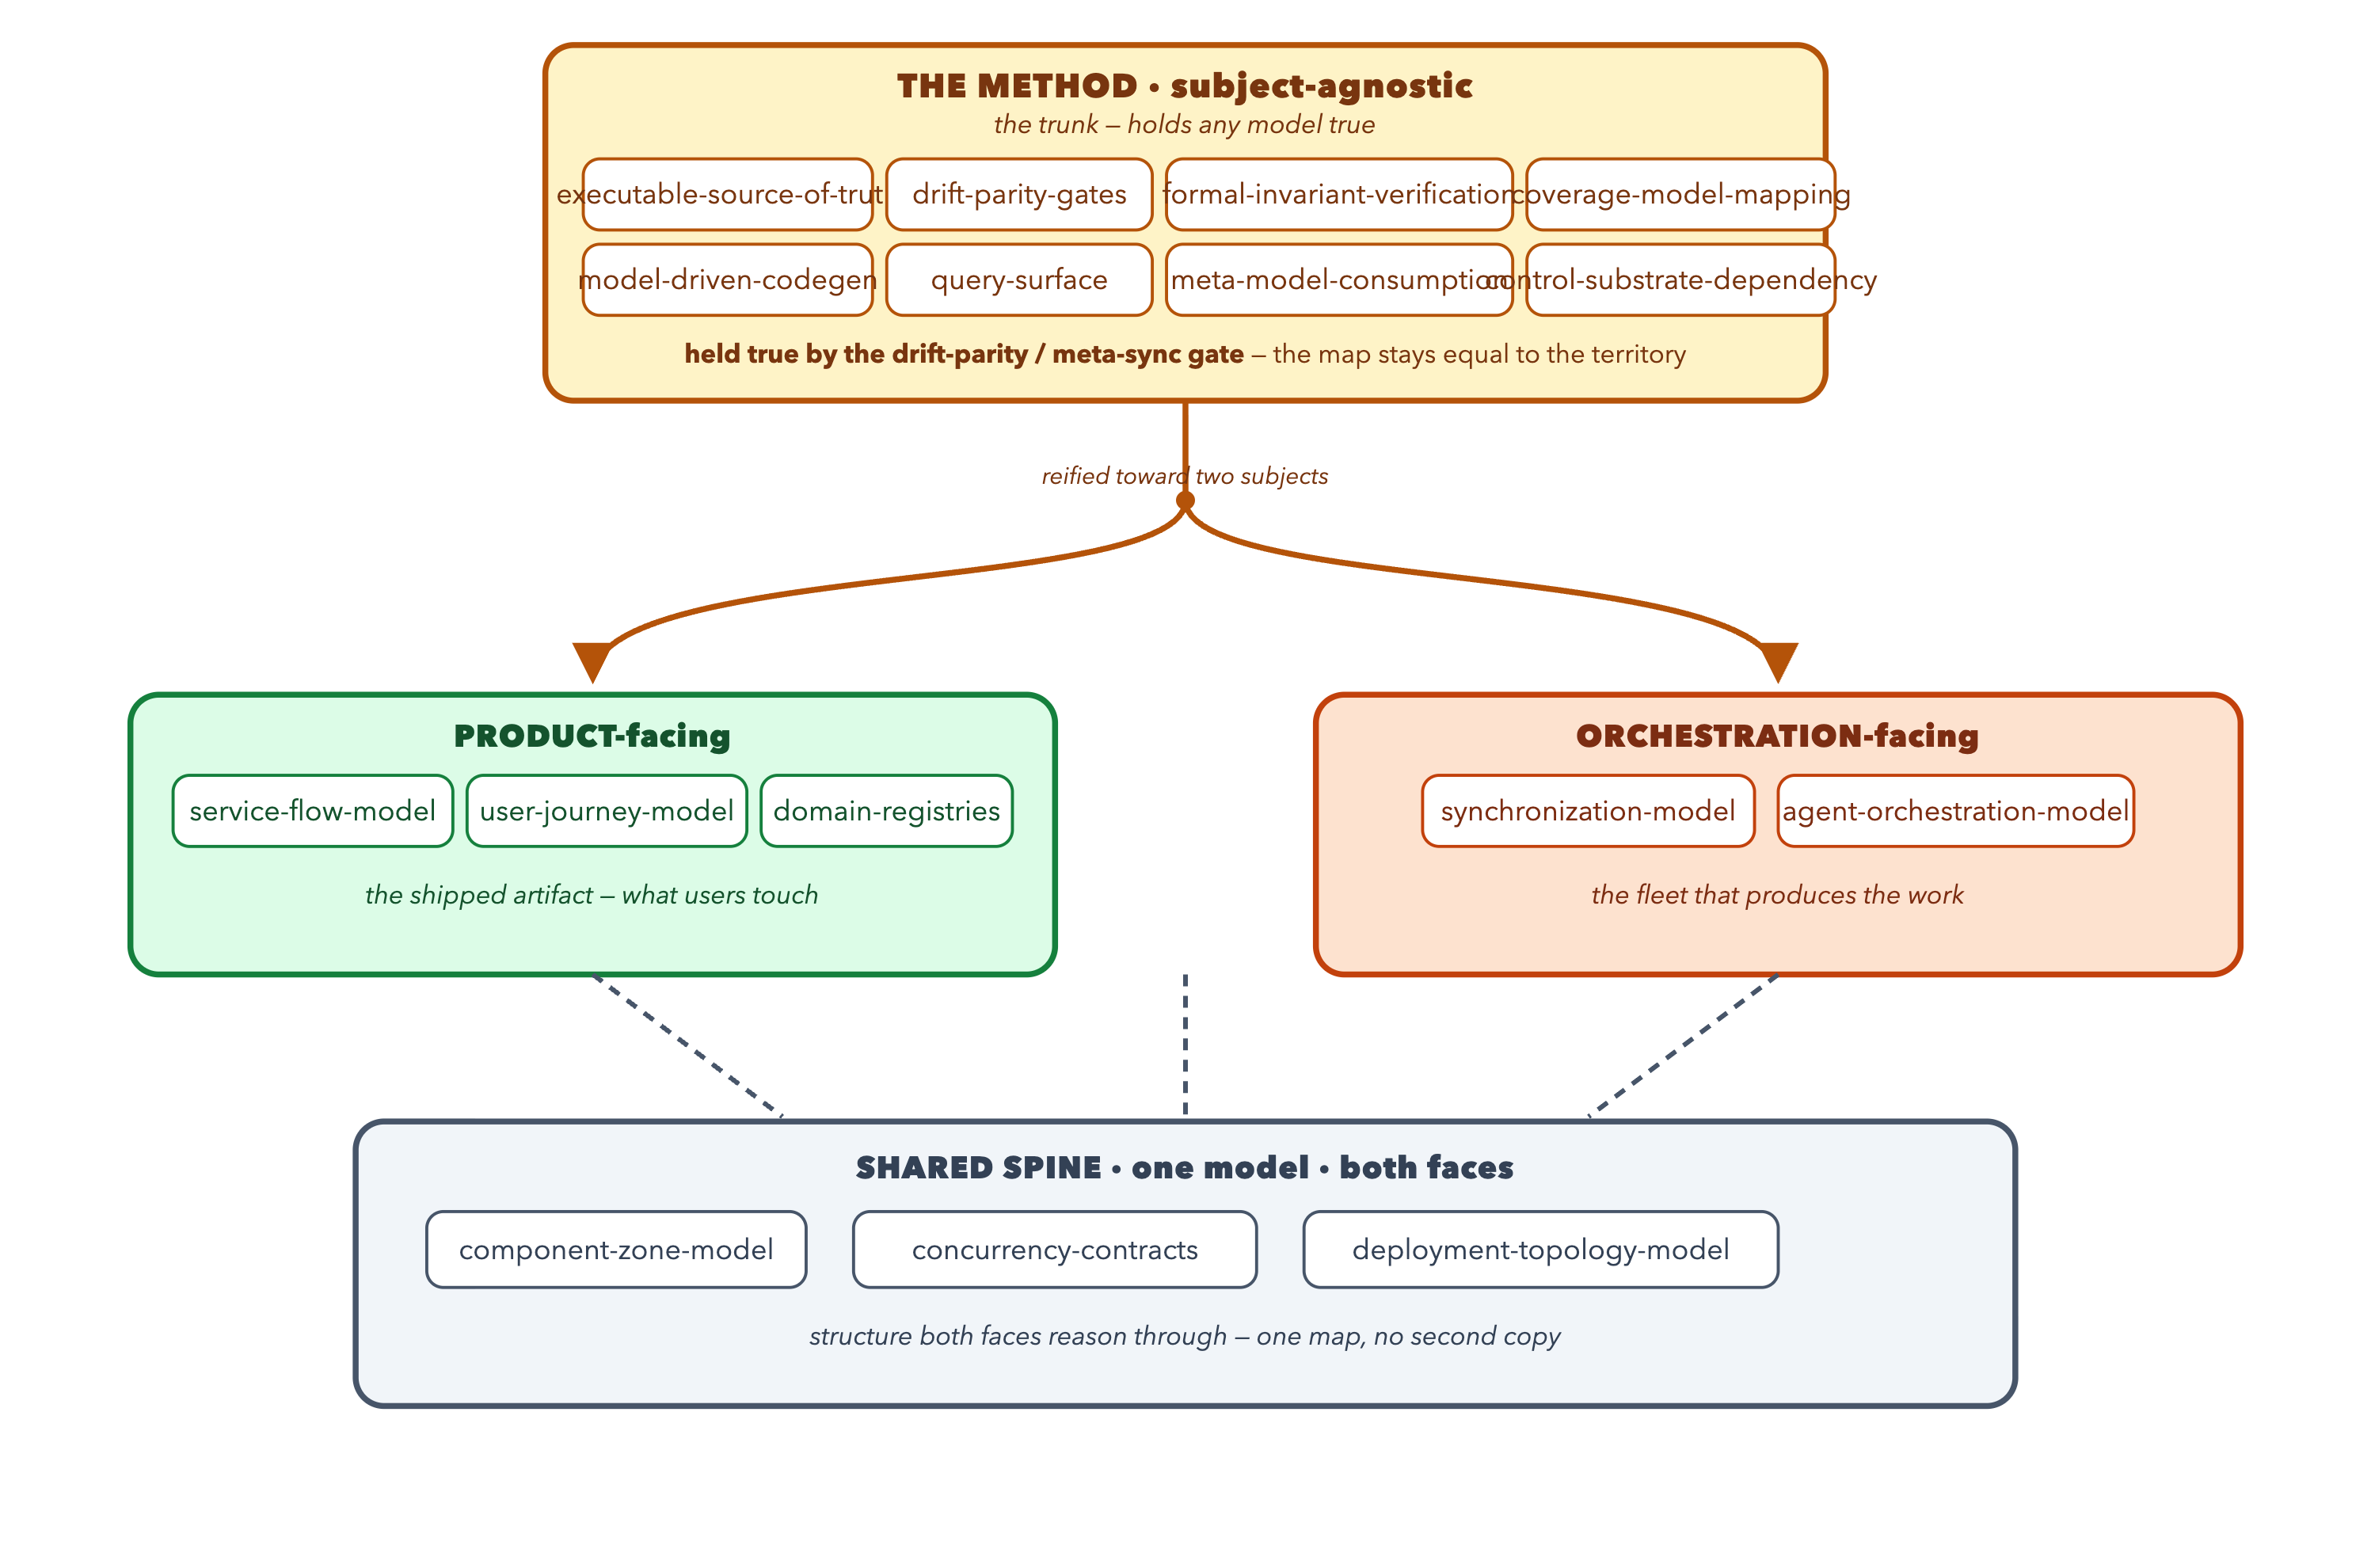 THE METHOD · subject-agnostic
the trunk — holds any model true
executable-source-of-trut
drift-parity-gates
formal-invariant-verification
coverage-model-mapping
model-driven-codegen
query-surface
meta-model-consumption
control-substrate-dependency
held true by the drift-parity / meta-sync gate — the map stays equal to the territory
reified toward two subjects
PRODUCT-facing
service-flow-model
user-journey-model
domain-registries
the shipped artifact — what users touch
ORCHESTRATION-facing
synchronization-model
agent-orchestration-model
the fleet that produces the work
SHARED SPINE · one model · both faces
component-zone-model
concurrency-contracts
deployment-topology-model
structure both faces reason through — one map, no second copy